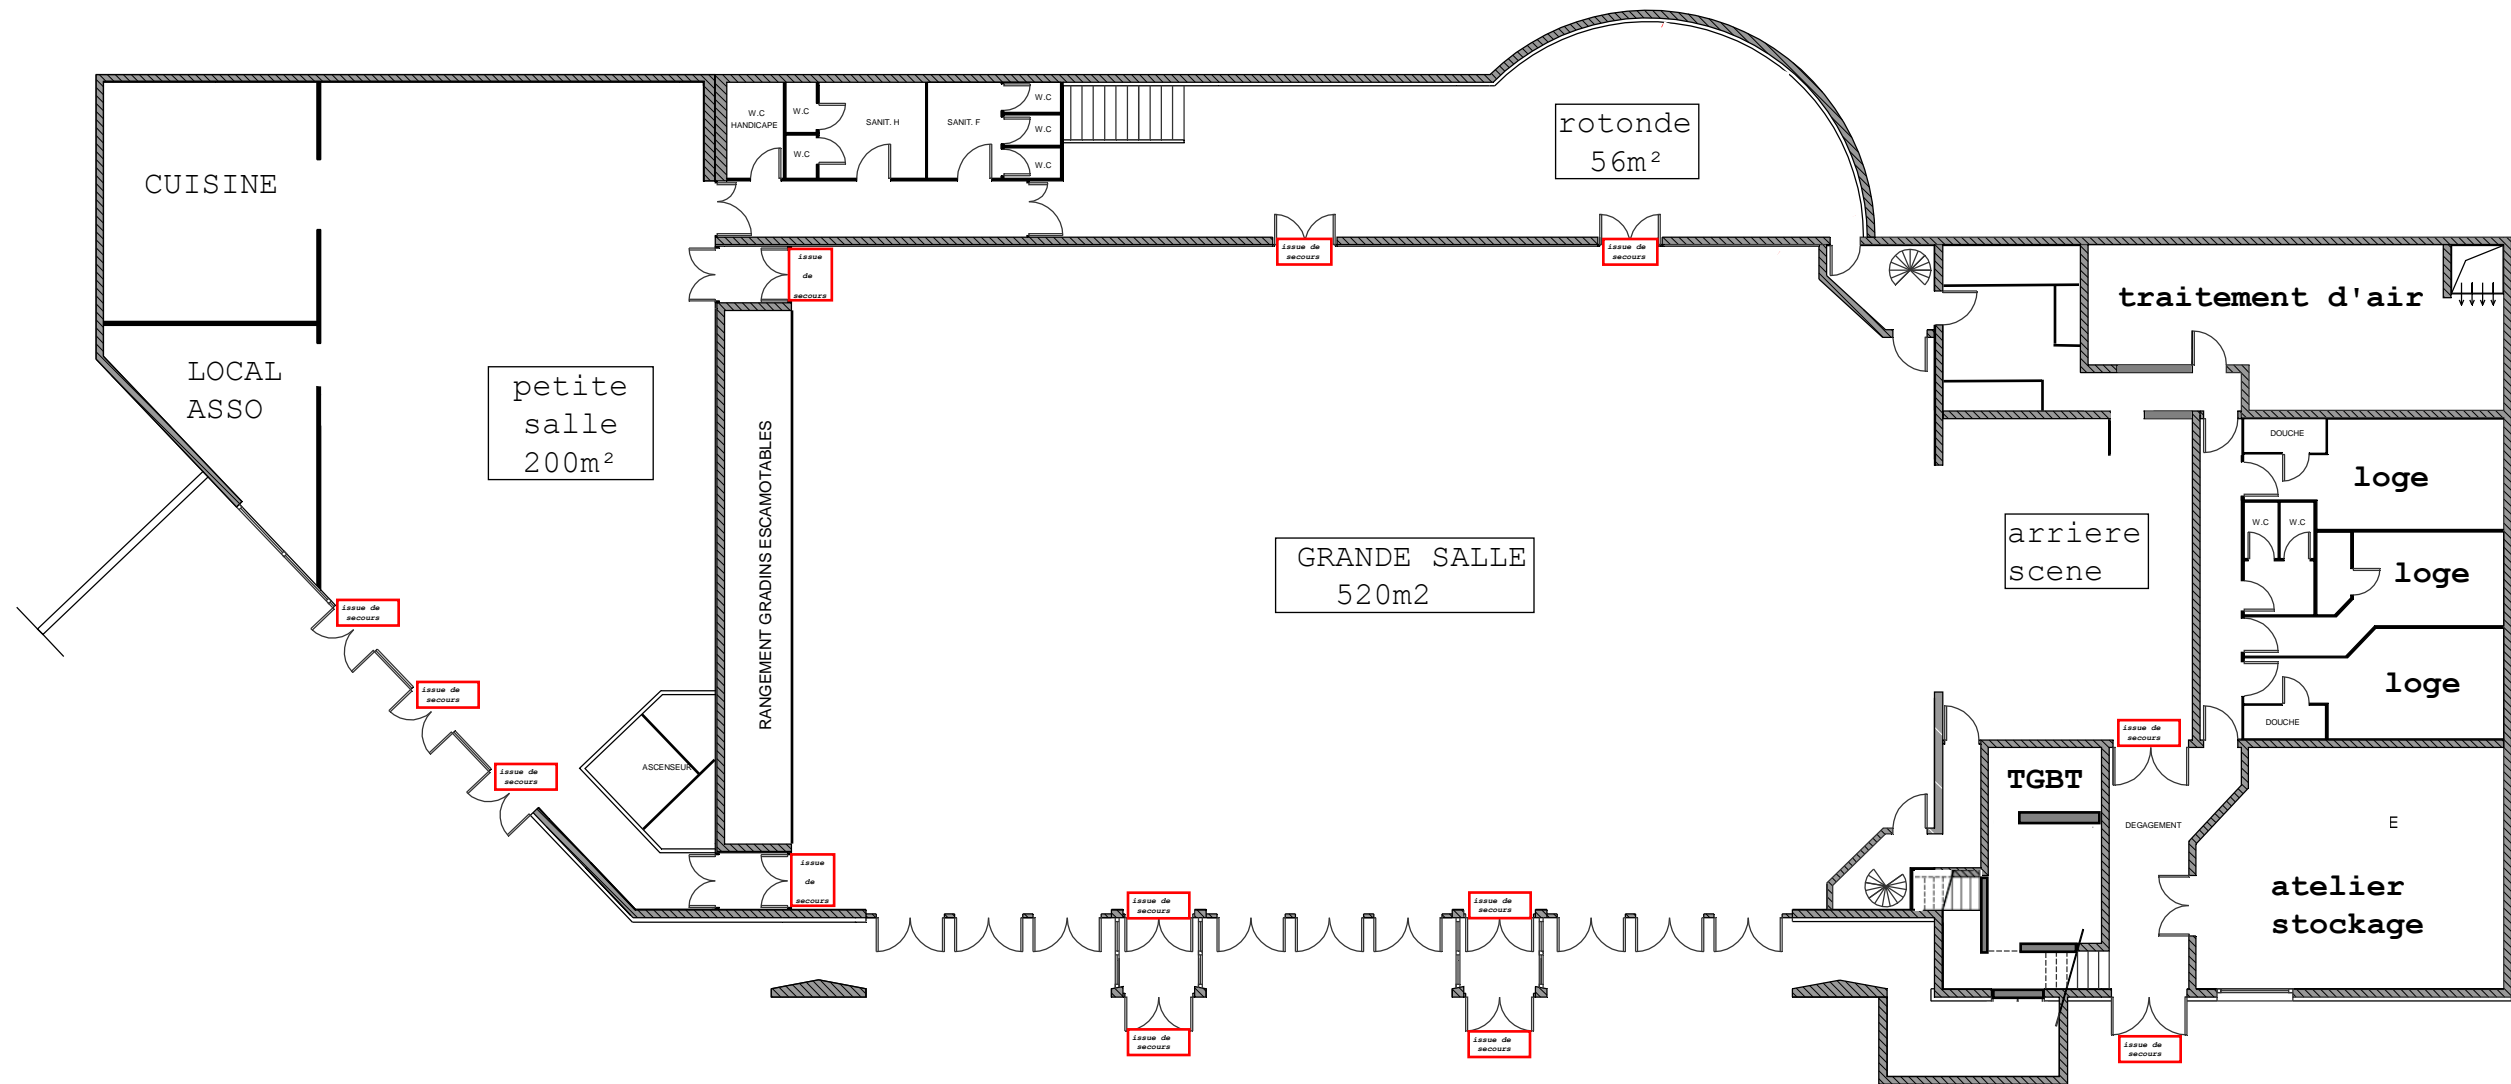 W.C
HANDICAPE
W.C
W.C
SANIT. H
SANIT. F
W.C
W.C
W.C
rotonde
56m²
CUISINE
issue
de
secours
issue de
secours
issue de
secours
traitement d'air
LOCAL
ASSO
petite
salle
200m²
RANGEMENT GRADINS ESCAMOTABLES
GRANDE SALLE
520m2
arriere
scene
DOUCHE
loge
W.C
W.C
loge
loge
DOUCHE
issue de
secours
issue de
secours
issue de
secours
ASCENSEUR
issue de
secours
TGBT
DEGAGEMENT
E
atelier
stockage
issue
de
secours
issue de
secours
issue de
secours
issue de
secours
issue de
secours
issue de
secours